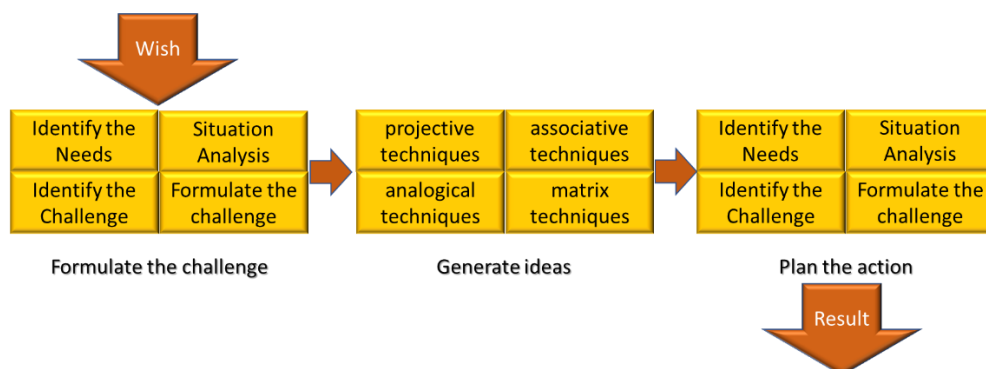 Wish
Identify the
Needs
Situation
Analysis
Identify the
Challenge
Formulate the
challenge
Formulate the challenge
projective
techniques
associative
techniques
analogical
techniques
matrix
techniques
Generate ideas
Identify the
Needs
Situation
Analysis
Identify the
Challenge
Formulate the
challenge
Plan the action
Result